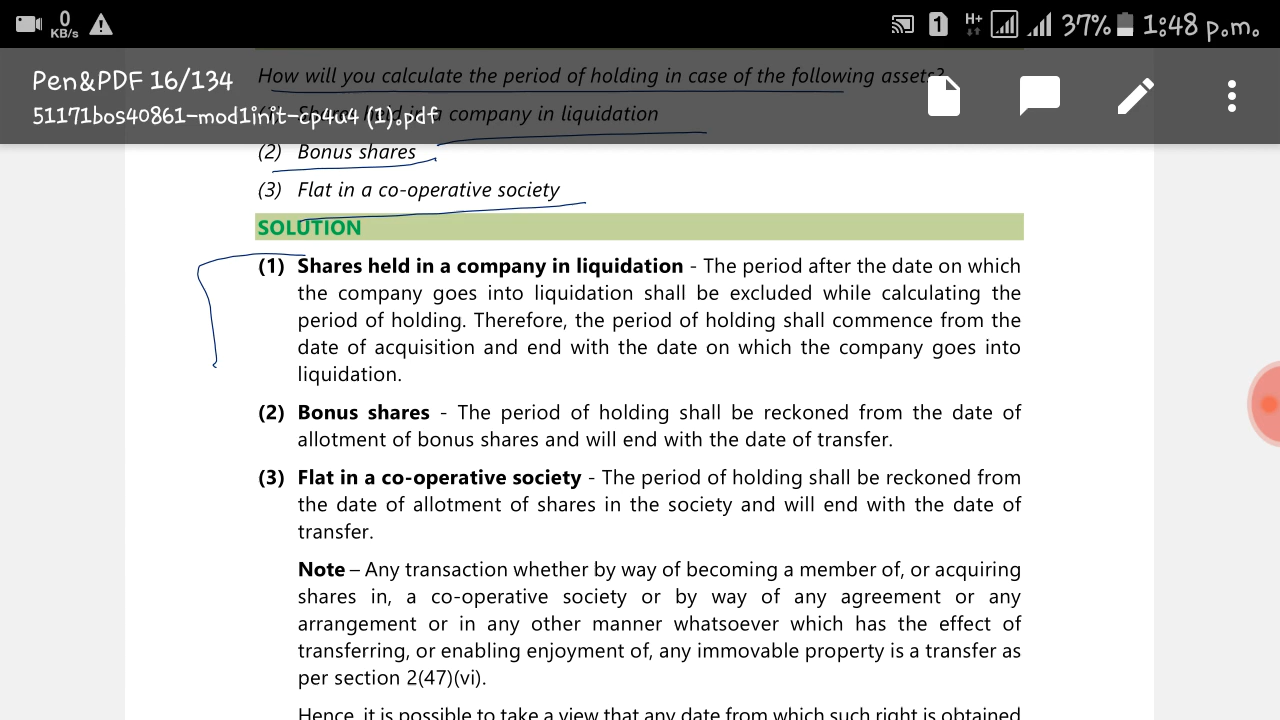 0 KB/s 1 H+ 37% 1:48 p.m.
Pen&PDF 16/134
51171bos40861-mod1init-cp4u4 (1).pdf
How will you calculate the period of holding in case of the following assets?
Shares held in a company in liquidation
(2) Bonus shares
(3) Flat in a co-operative society
SOLUTION
(1) Shares held in a company in liquidation - The period after the date on which
the company goes into liquidation shall be excluded while calculating the
period of holding. Therefore, the period of holding shall commence from the
date of acquisition and end with the date on which the company goes into
liquidation.
(2) Bonus shares - The period of holding shall be reckoned from the date of
allotment of bonus shares and will end with the date of transfer.
(3) Flat in a co-operative society - The period of holding shall be reckoned from
the date of allotment of shares in the society and will end with the date of
transfer.
Note – Any transaction whether by way of becoming a member of, or acquiring
shares in, a co-operative society or by way of any agreement or any
arrangement or in any other manner whatsoever which has the effect of
transferring, or enabling enjoyment of, any immovable property is a transfer as
per section 2(47)(vi).
Hence, it is possible to take a view that any date from which such right is obtained